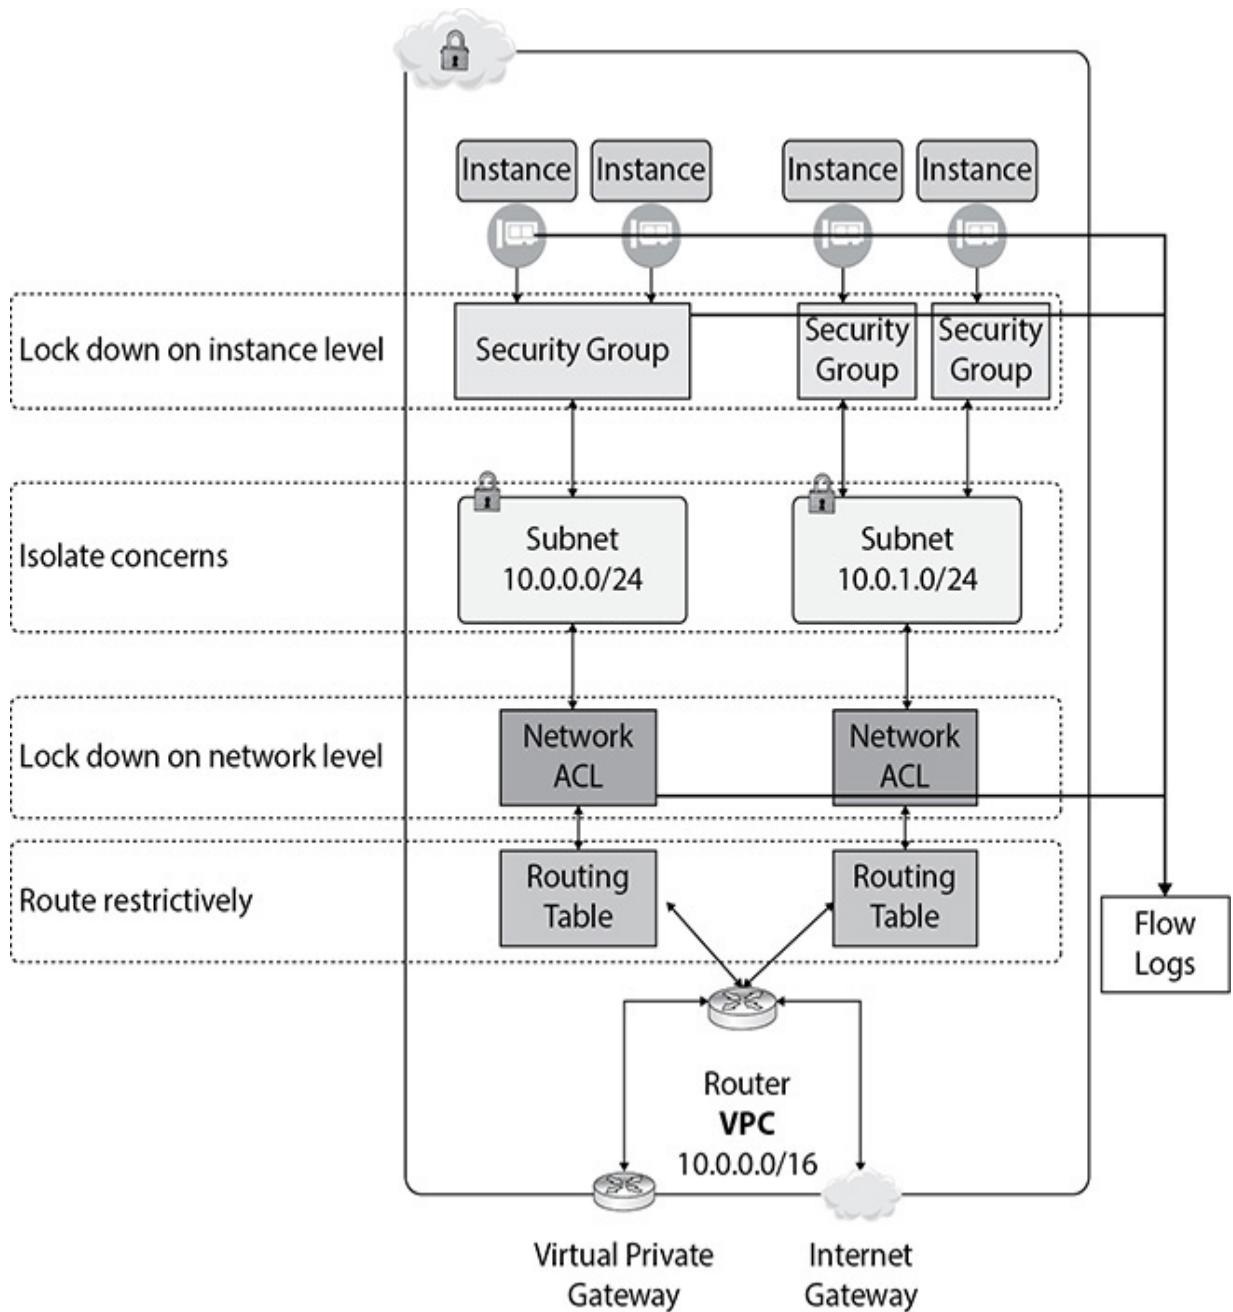 Instance
Instance
Instance
Instance
Lock down on instance level
Security Group
Security
Group
Security
Group
Isolate concerns
Subnet
10.0.0.0/24
Subnet
10.0.1.0/24
Lock down on network level
Network
ACL
Network
ACL
Route restrictively
Routing
Table
Routing
Table
Flow
Logs
Router
VPC
10.0.0.0/16
Virtual Private
Gateway
Internet
Gateway